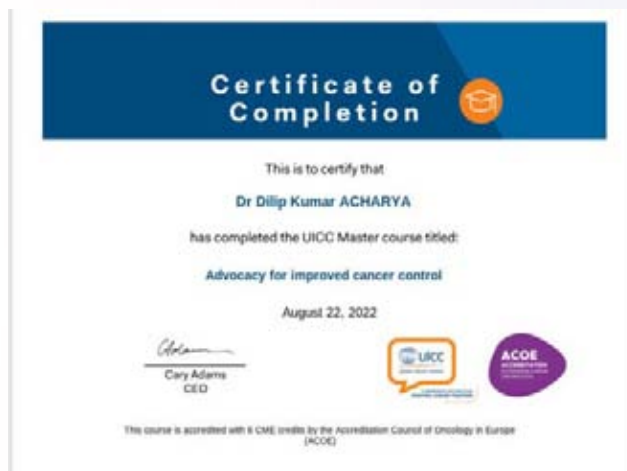 Certificate of
Completion
This is to certify that
Dr Dilip Kumar ACHARYA
has completed the UICC Master course titled:
Advocacy for improved cancer control
August 22, 2022
Cary Adams
CEO
UICC
ACOE
ACCREDITATION
This course is accredited with 6 CME credits by the Accreditation Council of Oncology in Europe
(ACOE)